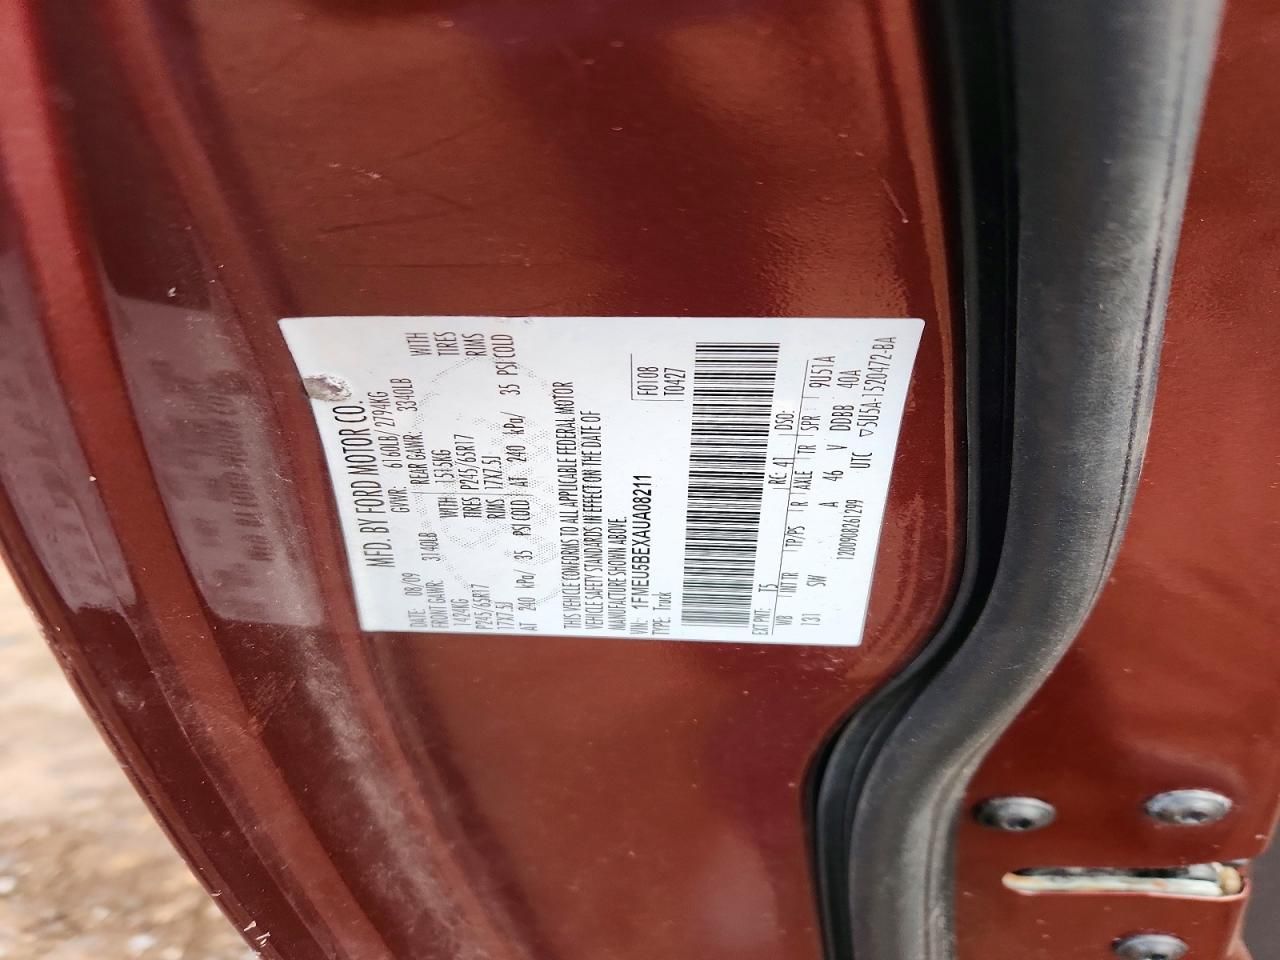 MFD. BY FORD MOTOR CO.
DATE: 08/09 GVWR: 6160LB/ 2794KG
FRONT GAWR: 3140LB REAR GAWR: 3340LB
1424KG WITH 1515KG WITH
P245/65R17 TIRES P245/65R17 TIRES
17X7.5J RIMS 17X7.5J RIMS
AT 240 kPa/ 35 PSI COLD AT 240 kPa/ 35 PSI COLD
THIS VEHICLE CONFORMS TO ALL APPLICABLE FEDERAL MOTOR
VEHICLE SAFETY STANDARDS IN EFFECT ON THE DATE OF
MANUFACTURE SHOWN ABOVE.
VIN: 1FMEU5BEXAUA08211 F0108
TYPE: Truck T0427
EXT PNT: T5 RC: 41 DSO:
WB INT TR TP/PS R AXLE TR SPR 9U51A
131 SW A 46 V DDBB 40A
1200908261299 UTC ▽5U5A-1520472-BA